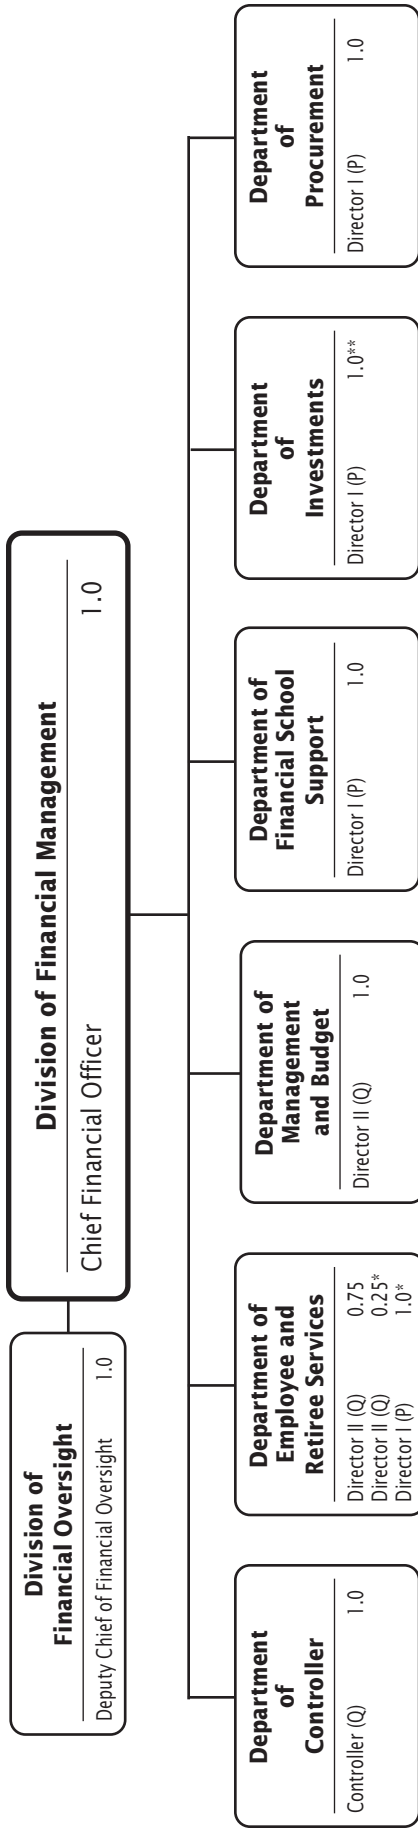 Division of
Financial Oversight
Deputy Chief of Financial Oversight 1.0
Division of Financial Management
Chief Financial Officer 1.0
Department
of
Controller
Controller (Q) 1.0
Department of
Employee and
Retiree Services
Director II (Q) 0.75
Director II (Q) 0.25*
Director I (P) 1.0*
Department of
Management
and Budget
Director II (Q) 1.0
Department of
Financial School
Support
Director I (P) 1.0
Department
of
Investments
Director I (P) 1.0**
Department
of
Procurement
Director I (P) 1.0